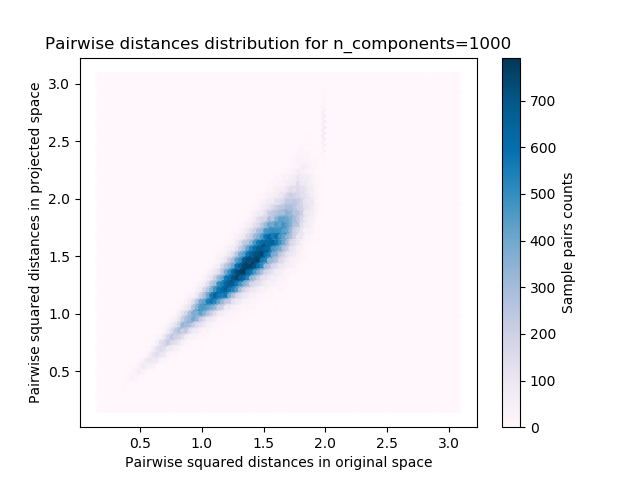 Pairwise distances distribution for n_components=1000
Pairwise squared distances in projected space
3.0
2.5
2.0
1.5
1.0
0.5
0.5 1.0 1.5 2.0 2.5 3.0
Pairwise squared distances in original space
700
600
500
400
300
200
100
0
Sample pairs counts